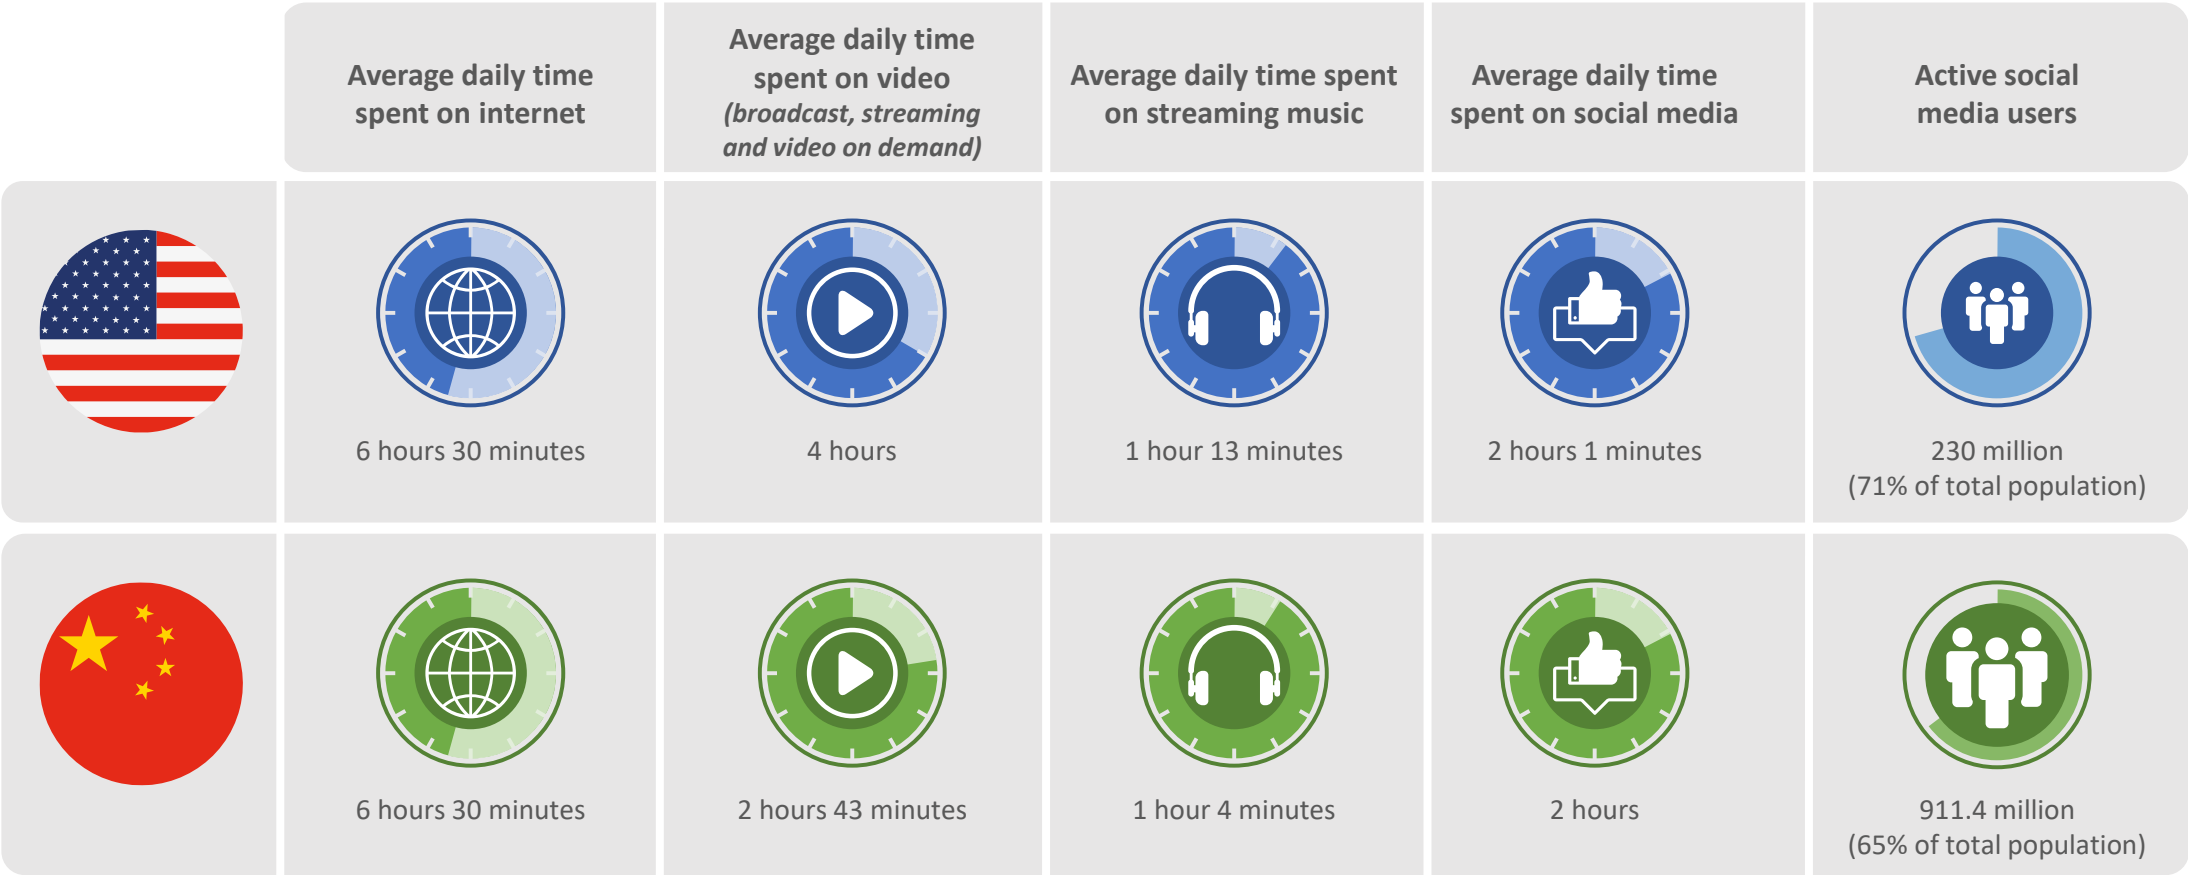 Average daily time
spent on internet
Average daily time
spent on video
(broadcast, streaming
and video on demand)
Average daily time spent
on streaming music
Average daily time
spent on social media
Active social
media users
6 hours 30 minutes
4 hours
1 hour 13 minutes
2 hours 1 minutes
230 million
(71% of total population)
6 hours 30 minutes
2 hours 43 minutes
1 hour 4 minutes
2 hours
911.4 million
(65% of total population)